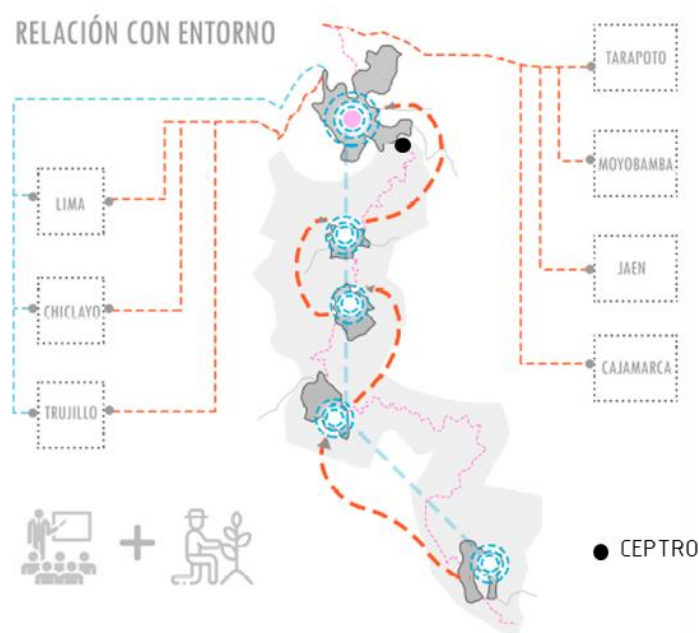 RELACIÓN CON ENTORNO
TARAPOTO
MOYOBAMBA
LIMA
JAEN
CHICLAYO
CAJAMARCA
TRUJILLO
CEPTRO